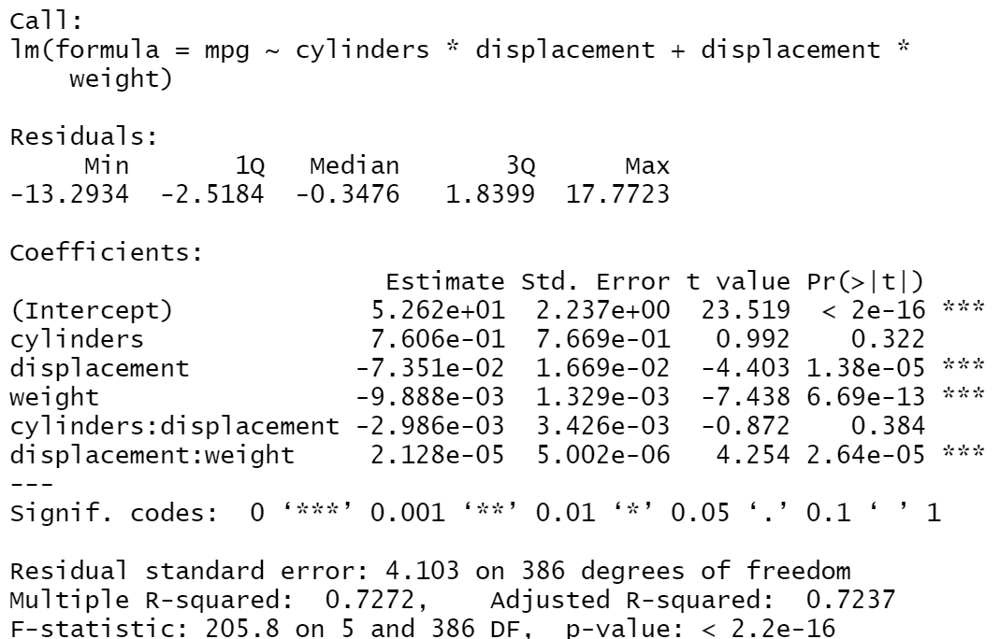 Call:
lm(formula = mpg ~ cylinders * displacement + displacement *
    weight)

Residuals:
     Min       1Q   Median       3Q      Max
-13.2934  -2.5184  -0.3476   1.8399  17.7723

Coefficients:
                         Estimate Std. Error t value Pr(>|t|)
(Intercept)             5.262e+01  2.237e+00  23.519  < 2e-16 ***
cylinders               7.606e-01  7.669e-01   0.992    0.322
displacement           -7.351e-02  1.669e-02  -4.403 1.38e-05 ***
weight                 -9.888e-03  1.329e-03  -7.438 6.69e-13 ***
cylinders:displacement -2.986e-03  3.426e-03  -0.872    0.384
displacement:weight     2.128e-05  5.002e-06   4.254 2.64e-05 ***
---
Signif. codes:  0 ‘***’ 0.001 ‘**’ 0.01 ‘*’ 0.05 ‘.’ 0.1 ‘ ’ 1

Residual standard error: 4.103 on 386 degrees of freedom
Multiple R-squared:  0.7272,    Adjusted R-squared:  0.7237
F-statistic: 205.8 on 5 and 386 DF,  p-value: < 2.2e-16